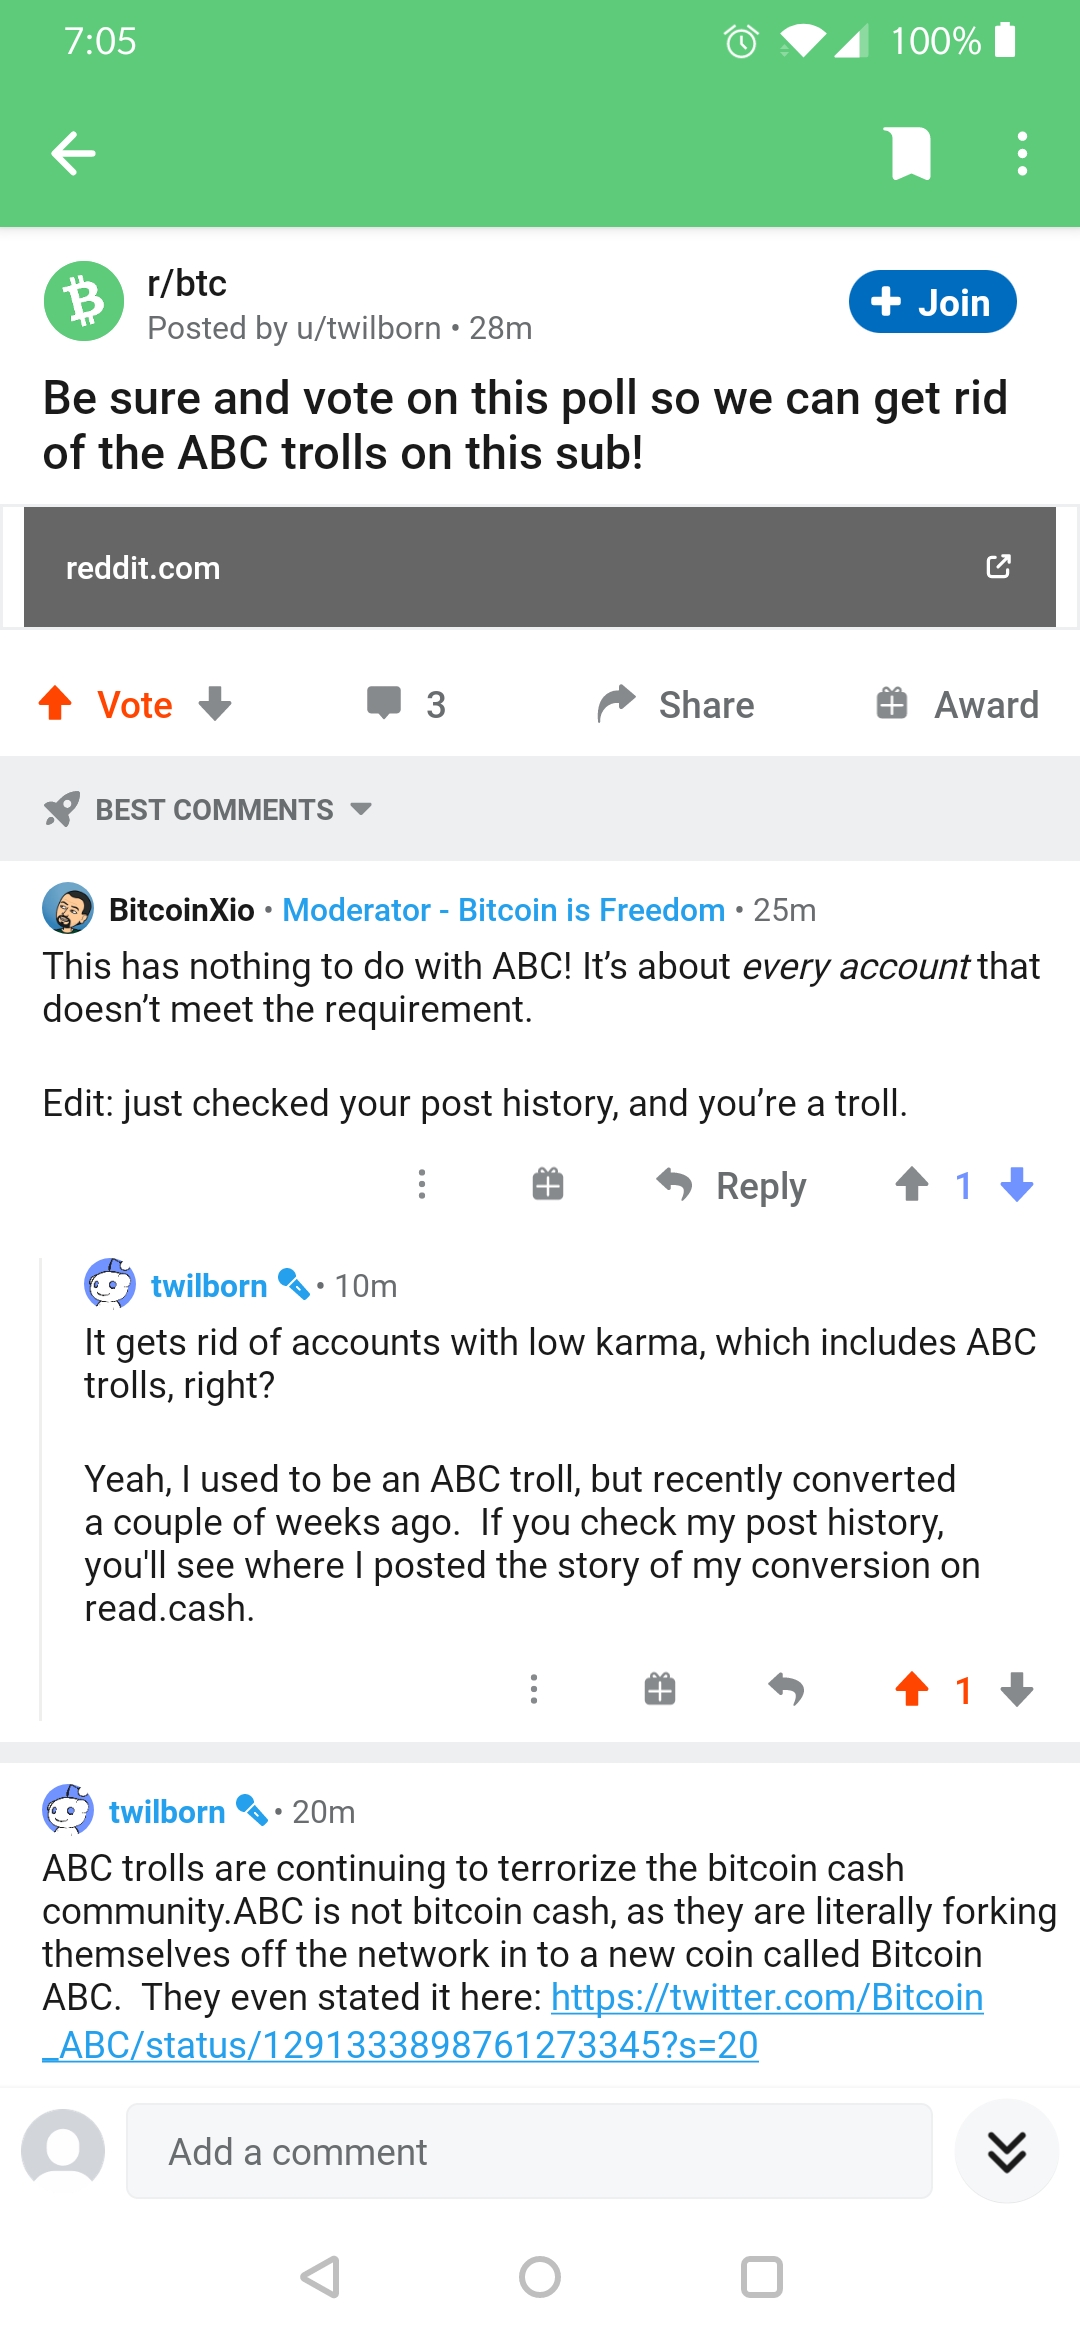 7:05
100%
r/btc
Posted by u/twilborn • 28m
Join
Be sure and vote on this poll so we can get rid
of the ABC trolls on this sub!
reddit.com
Vote
3
Share
Award
BEST COMMENTS
BitcoinXio • Moderator - Bitcoin is Freedom • 25m
This has nothing to do with ABC! It’s about every account that
doesn’t meet the requirement.
Edit: just checked your post history, and you’re a troll.
Reply
1
twilborn • 10m
It gets rid of accounts with low karma, which includes ABC
trolls, right?
Yeah, I used to be an ABC troll, but recently converted
a couple of weeks ago.  If you check my post history,
you'll see where I posted the story of my conversion on
read.cash.
1
twilborn • 20m
ABC trolls are continuing to terrorize the bitcoin cash
community.ABC is not bitcoin cash, as they are literally forking
themselves off the network in to a new coin called Bitcoin
ABC.  They even stated it here: https://twitter.com/Bitcoin
_ABC/status/1291333898761273345?s=20
Add a comment